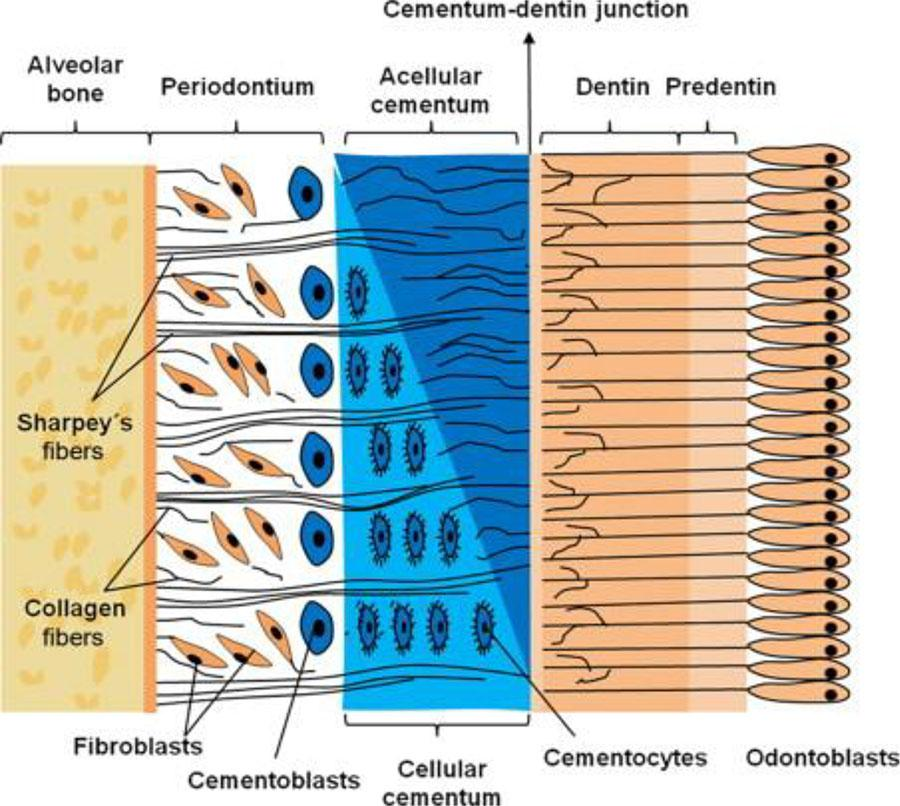 Cementum-dentin junction
Alveolar
bone
Periodontium
Acellular
cementum
Dentin
Predentin
Sharpey´s
fibers
Collagen
fibers
Fibroblasts
Cementoblasts
Cellular
cementum
Cementocytes
Odontoblasts